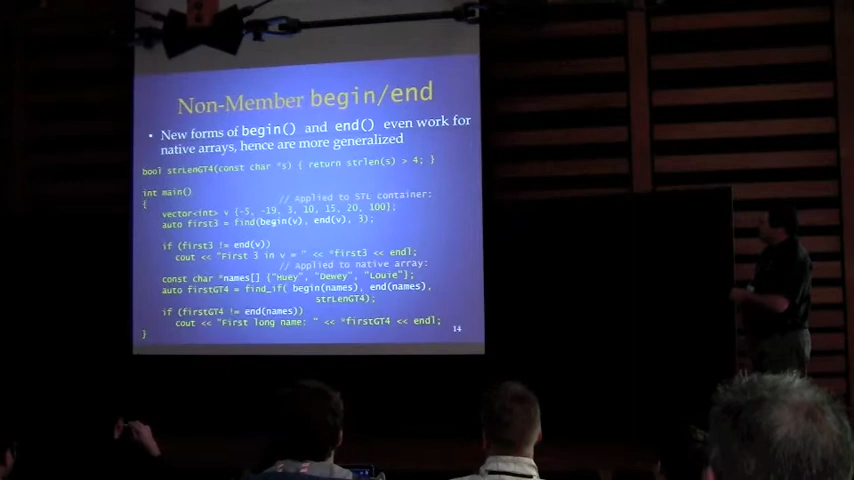 Non-Member begin/end
• New forms of begin() and end() even work for
native arrays, hence are more generalized
bool strLenGT4(const char *s) { return strlen(s) > 4; }
int main()
{
// Applied to STL container:
vector<int> v {-5, -19, 3, 10, 15, 20, 100};
auto first3 = find(begin(v), end(v), 3);
if (first3 != end(v))
cout << "First 3 in v = " << *first3 << endl;
// Applied to native array:
const char *names[] {"Huey", "Dewey", "Louie"};
auto firstGT4 = find_if( begin(names), end(names),
strLenGT4);
if (firstGT4 != end(names))
cout << "First long name: " << *firstGT4 << endl;
}
14